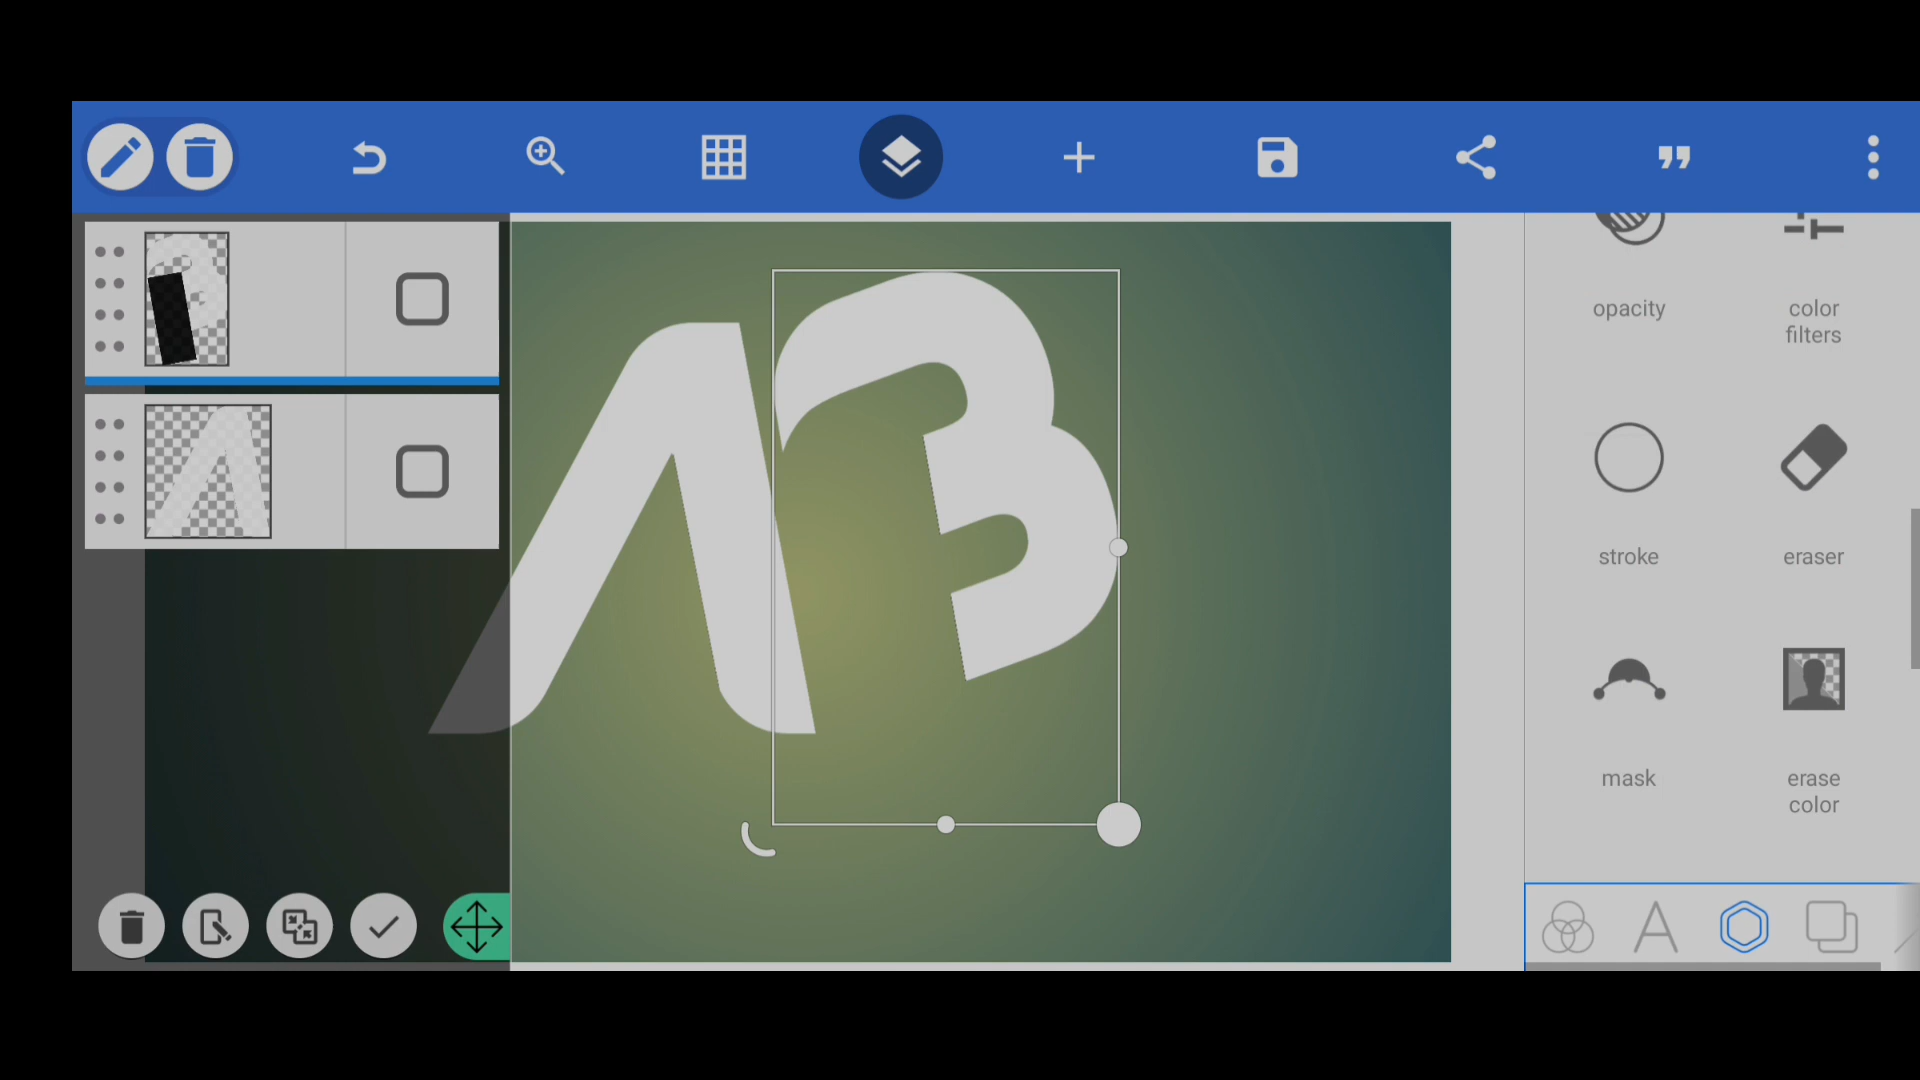 opacity
color
filters
stroke
eraser
mask
erase
color